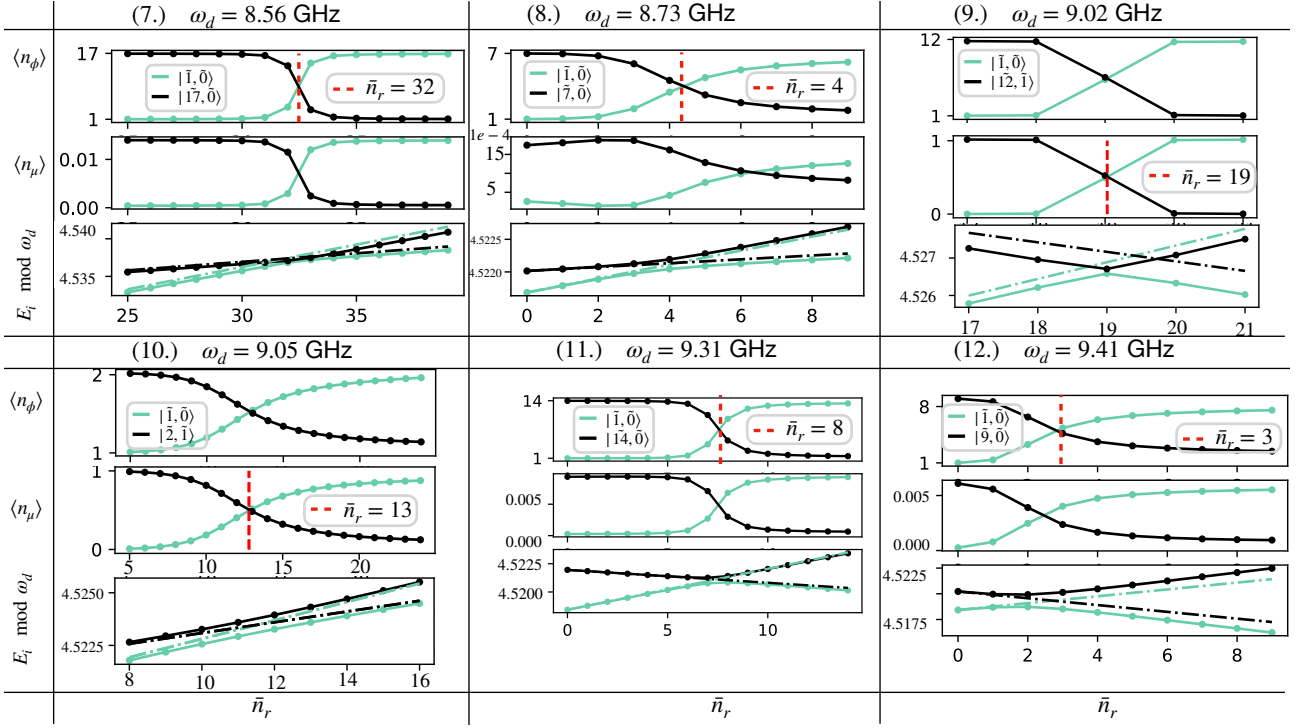 (7.) ω_d = 8.56 GHz
(8.) ω_d = 8.73 GHz
(9.) ω_d = 9.02 GHz
⟨n_ϕ⟩
17
1
|1̃, 0̃⟩
|1̃7, 0̃⟩
n̄_r = 32
7
1
|1̃, 0̃⟩
|7̃, 0̃⟩
n̄_r = 4
12
1
|1̃, 0̃⟩
|1̃2, 1̃⟩
⟨n_μ⟩
0.01
0.00
25 30 35
1e−4
15
5
1
0
n̄_r = 19
E_i mod ω_d
4.540
4.535
25 30 35
4.5225
4.5220
0 2 4 6 8
4.527
4.526
17 18 19 20 21
(10.) ω_d = 9.05 GHz
(11.) ω_d = 9.31 GHz
(12.) ω_d = 9.41 GHz
⟨n_ϕ⟩
2
1
|1̃, 0̃⟩
|2̃, 1̃⟩
14
1
|1̃, 0̃⟩
|1̃4, 0̃⟩
n̄_r = 8
8
1
|1̃, 0̃⟩
|9̃, 0̃⟩
n̄_r = 3
⟨n_μ⟩
1
0
5 10 15 20
n̄_r = 13
0.005
0.000
0.005
0.000
E_i mod ω_d
4.5250
4.5225
8 10 12 14 16
4.5225
4.5200
0 5 10
4.5225
4.5175
0 2 4 6 8
n̄_r
n̄_r
n̄_r